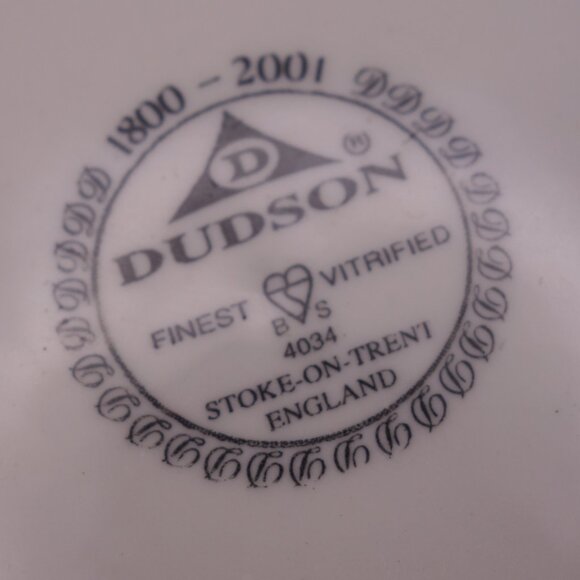 1800 - 2001
D D D D D D D D D D D D D D D D D D D D D D D D D D D D
D
®
DUDSON
FINEST VITRIFIED
B S
4034
STOKE-ON-TRENT
ENGLAND